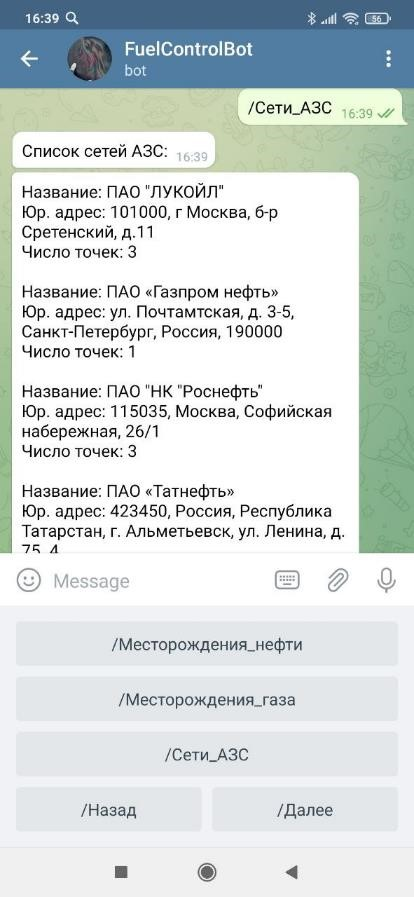 16:39
56
FuelControlBot
bot
/Сети_АЗС 16:39
Список сетей АЗС: 16:39
Название: ПАО "ЛУКОЙЛ"
Юр. адрес: 101000, г Москва, б-р
Сретенский, д.11
Число точек: 3
Название: ПАО «Газпром нефть»
Юр. адрес: ул. Почтамтская, д. 3-5,
Санкт-Петербург, Россия, 190000
Число точек: 1
Название: ПАО "НК "Роснефть"
Юр. адрес: 115035, Москва, Софийская
набережная, 26/1
Число точек: 3
Название: ПАО «Татнефть»
Юр. адрес: 423450, Россия, Республика
Татарстан, г. Альметьевск, ул. Ленина, д.
Message
/Месторождения_нефти
/Месторождения_газа
/Сети_АЗС
/Назад
/Далее